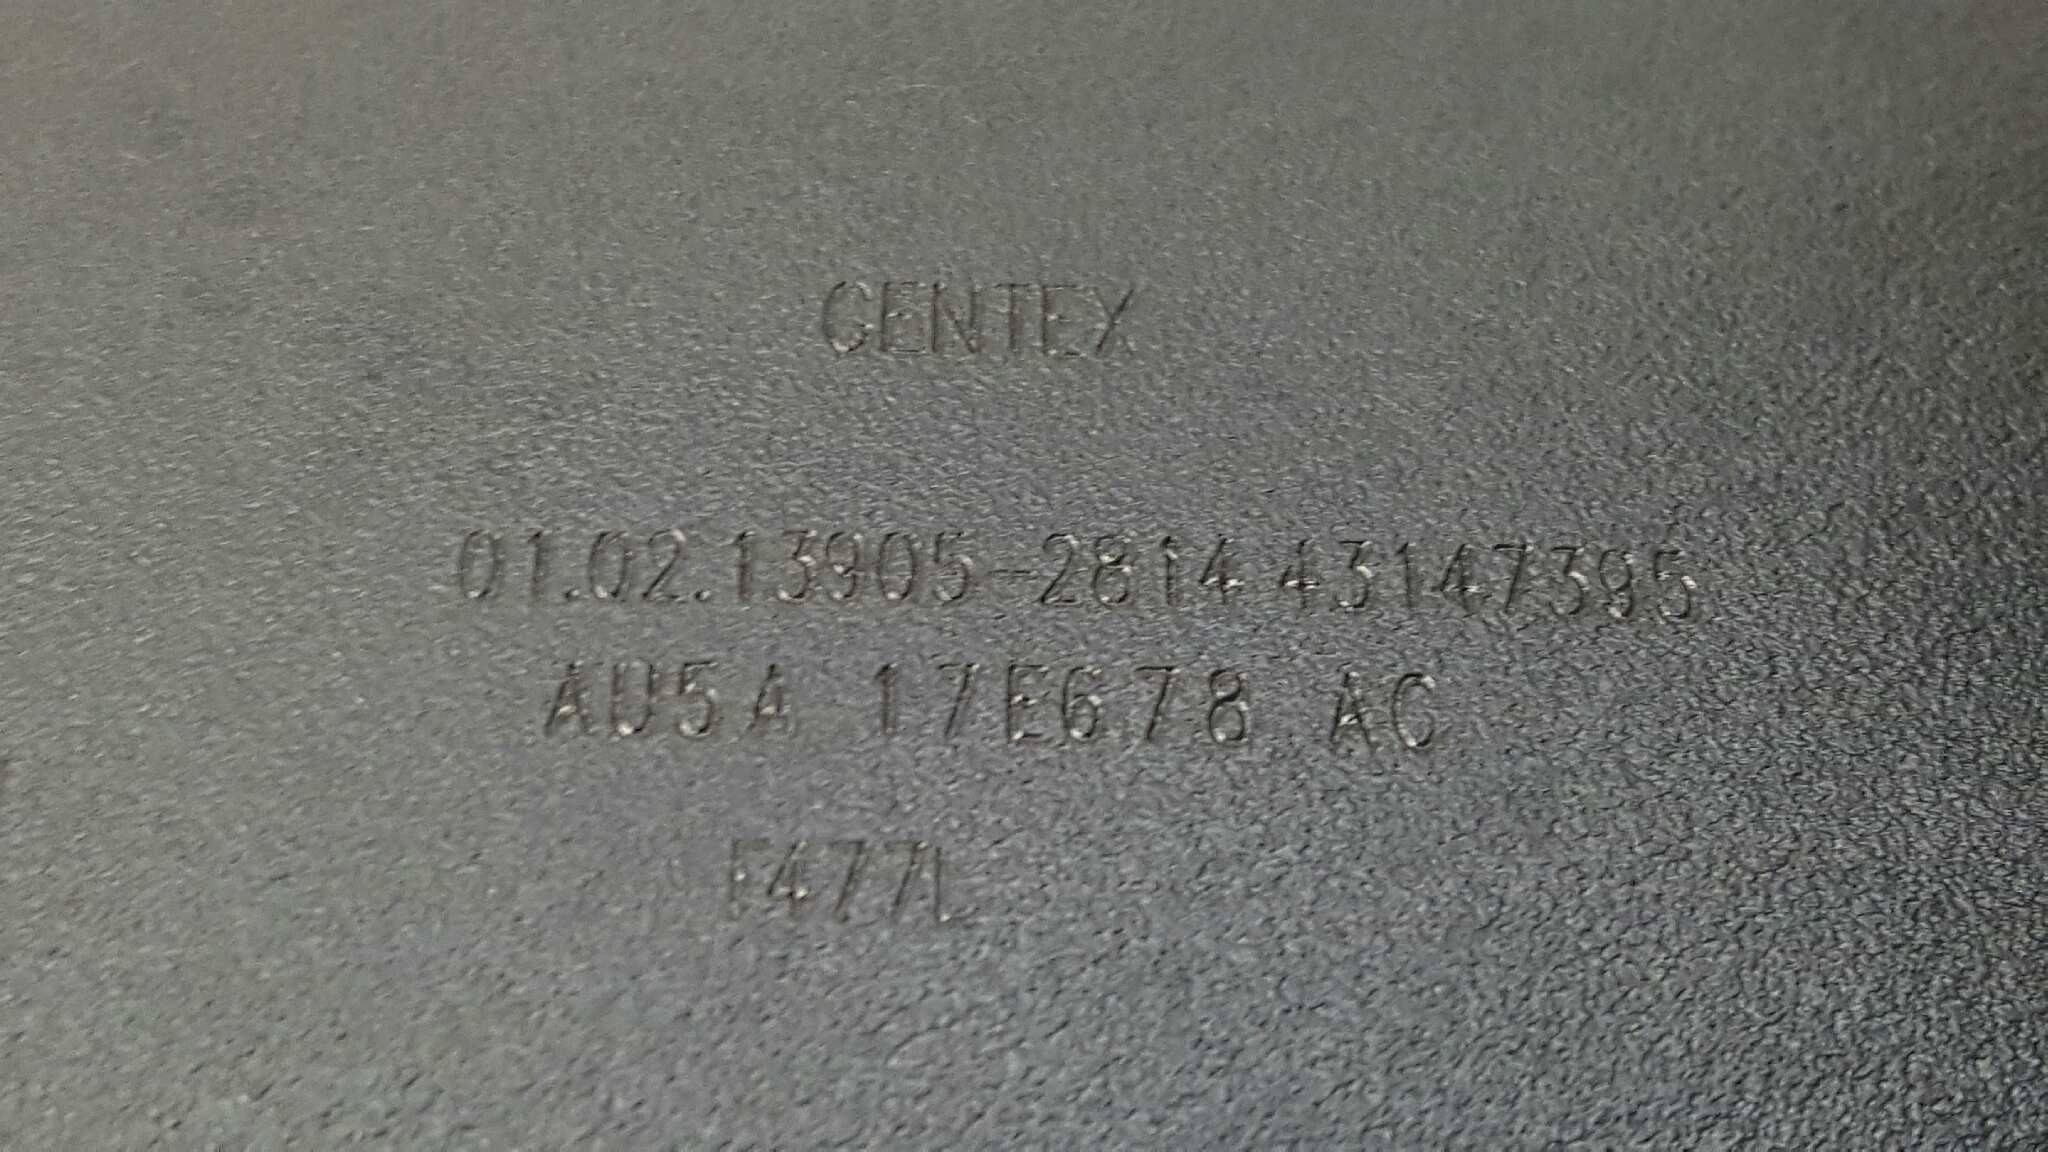 GENTEX
01.02.13905-2814 43147395
AU5A 17E678 AC
F477L